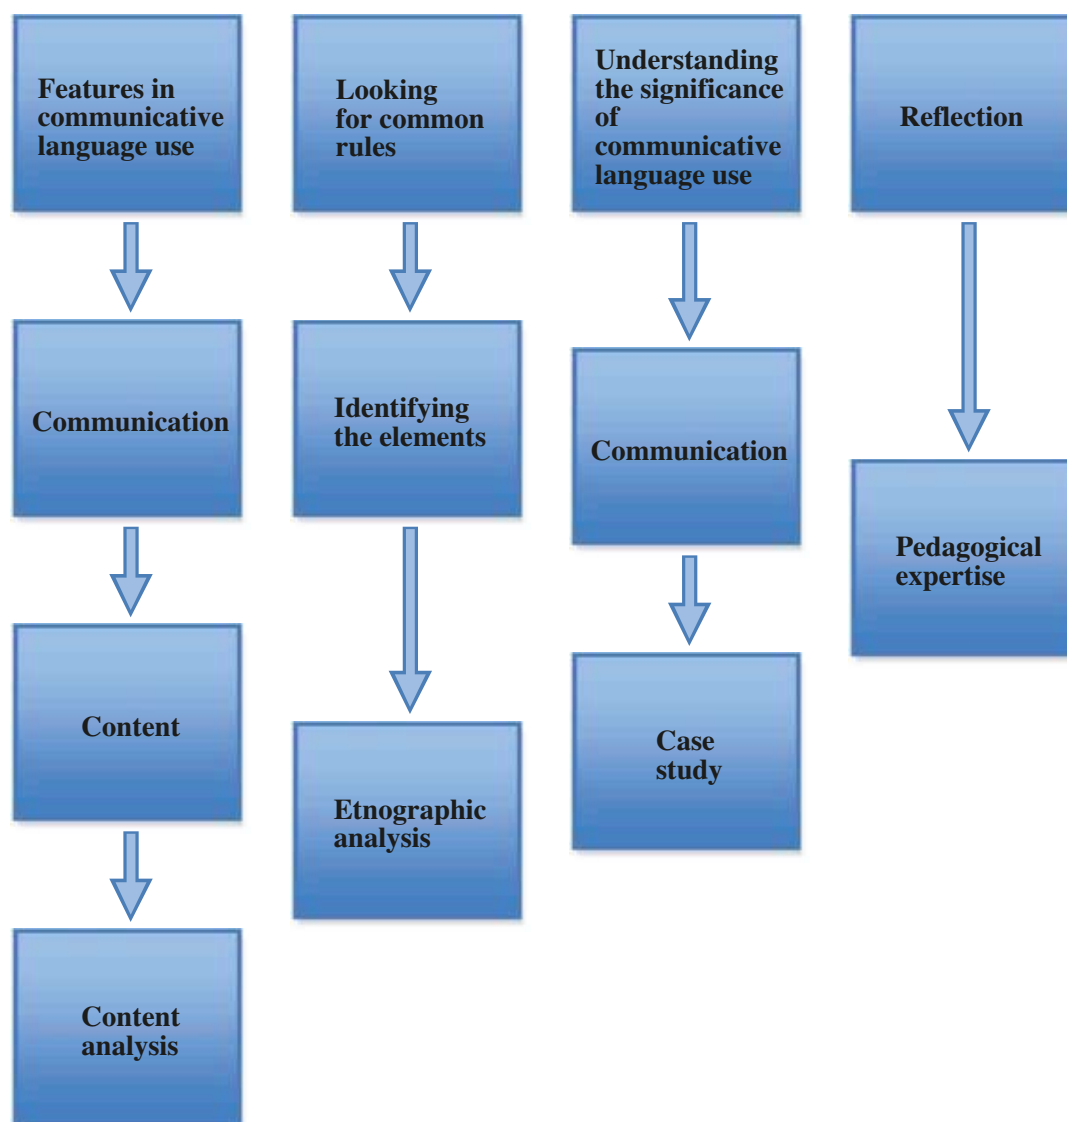 Features in
communicative
language use
Looking
for common
rules
Understanding
the significance
of
communicative
language use
Reflection
Communication
Identifying
the elements
Communication
Pedagogical
expertise
Content
Etnographic
analysis
Case
study
Content
analysis